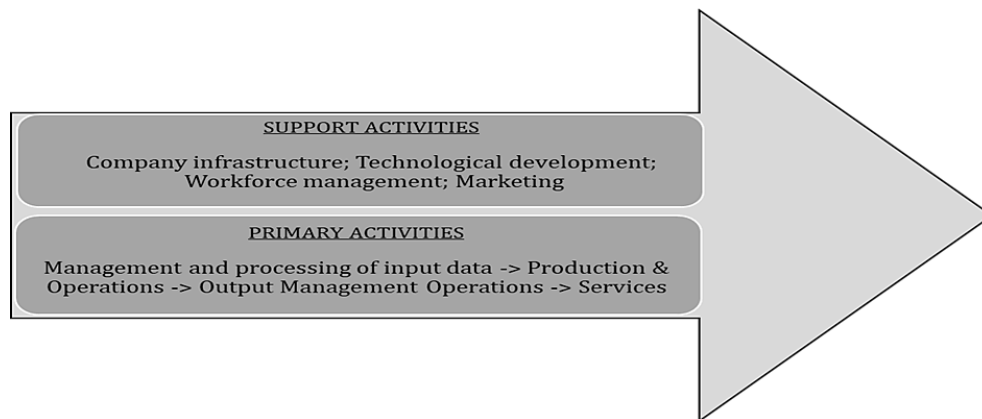 SUPPORT ACTIVITIES
Company infrastructure; Technological development;
Workforce management; Marketing
PRIMARY ACTIVITIES
Management and processing of input data -> Production &
Operations -> Output Management Operations -> Services